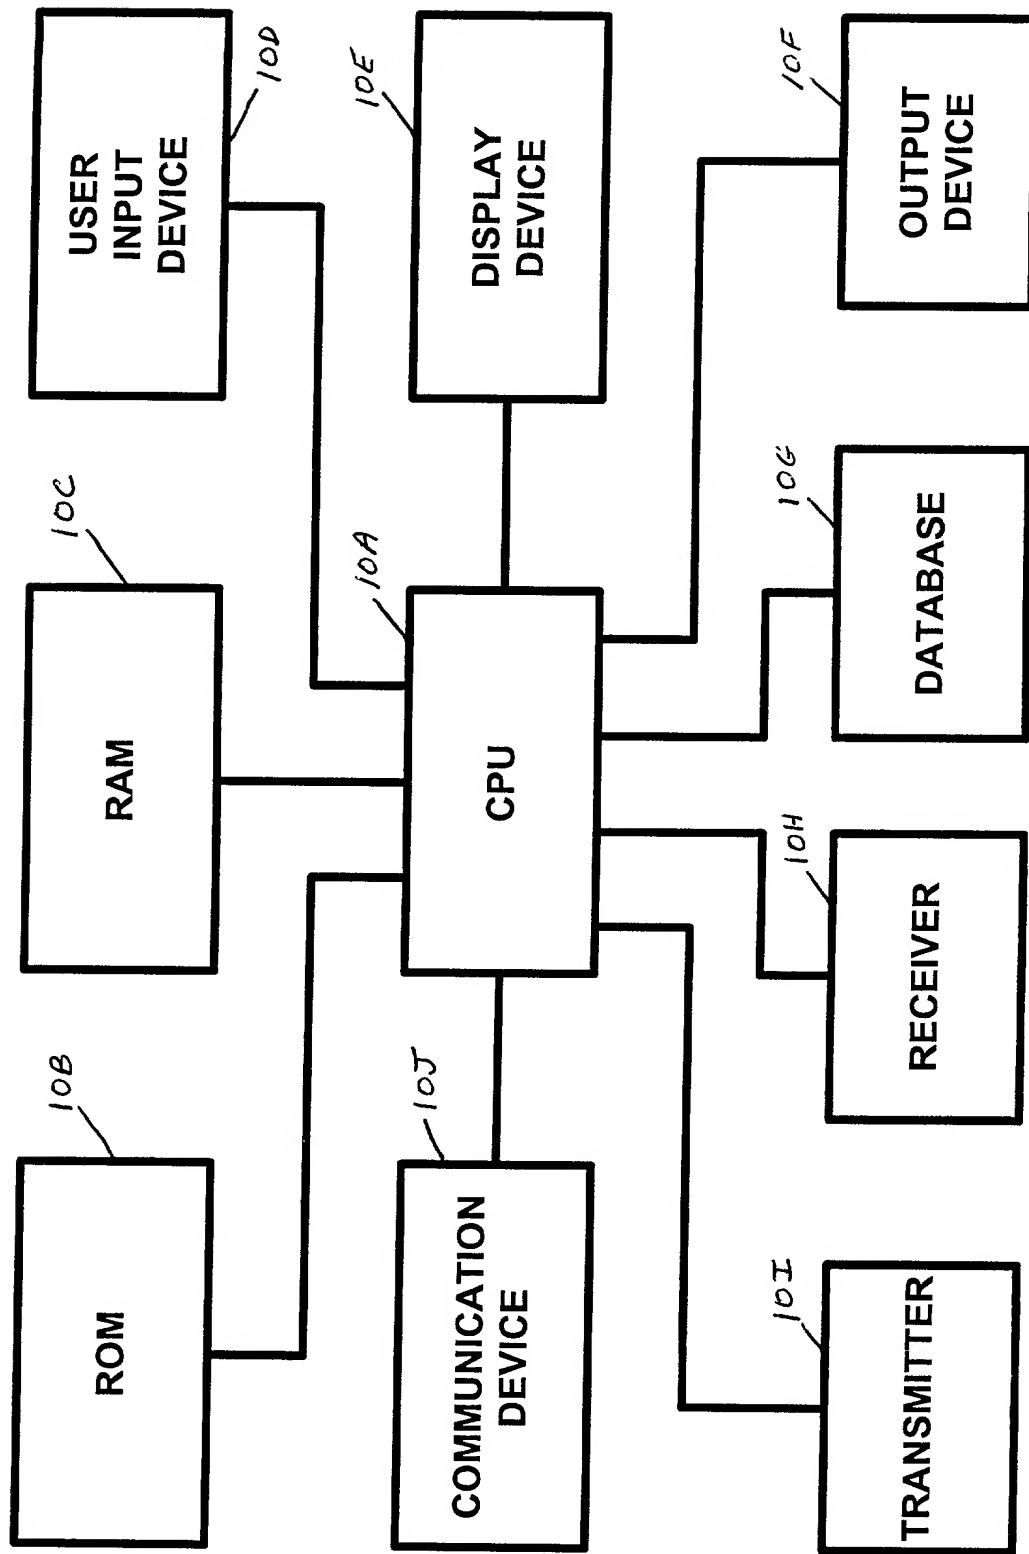 10B
10C
10D
ROM
RAM
USER
INPUT
DEVICE
10J
10A
10E
COMMUNICATION
DEVICE
CPU
DISPLAY
DEVICE
10I
10H
10G
10F
TRANSMITTER
RECEIVER
DATABASE
OUTPUT
DEVICE